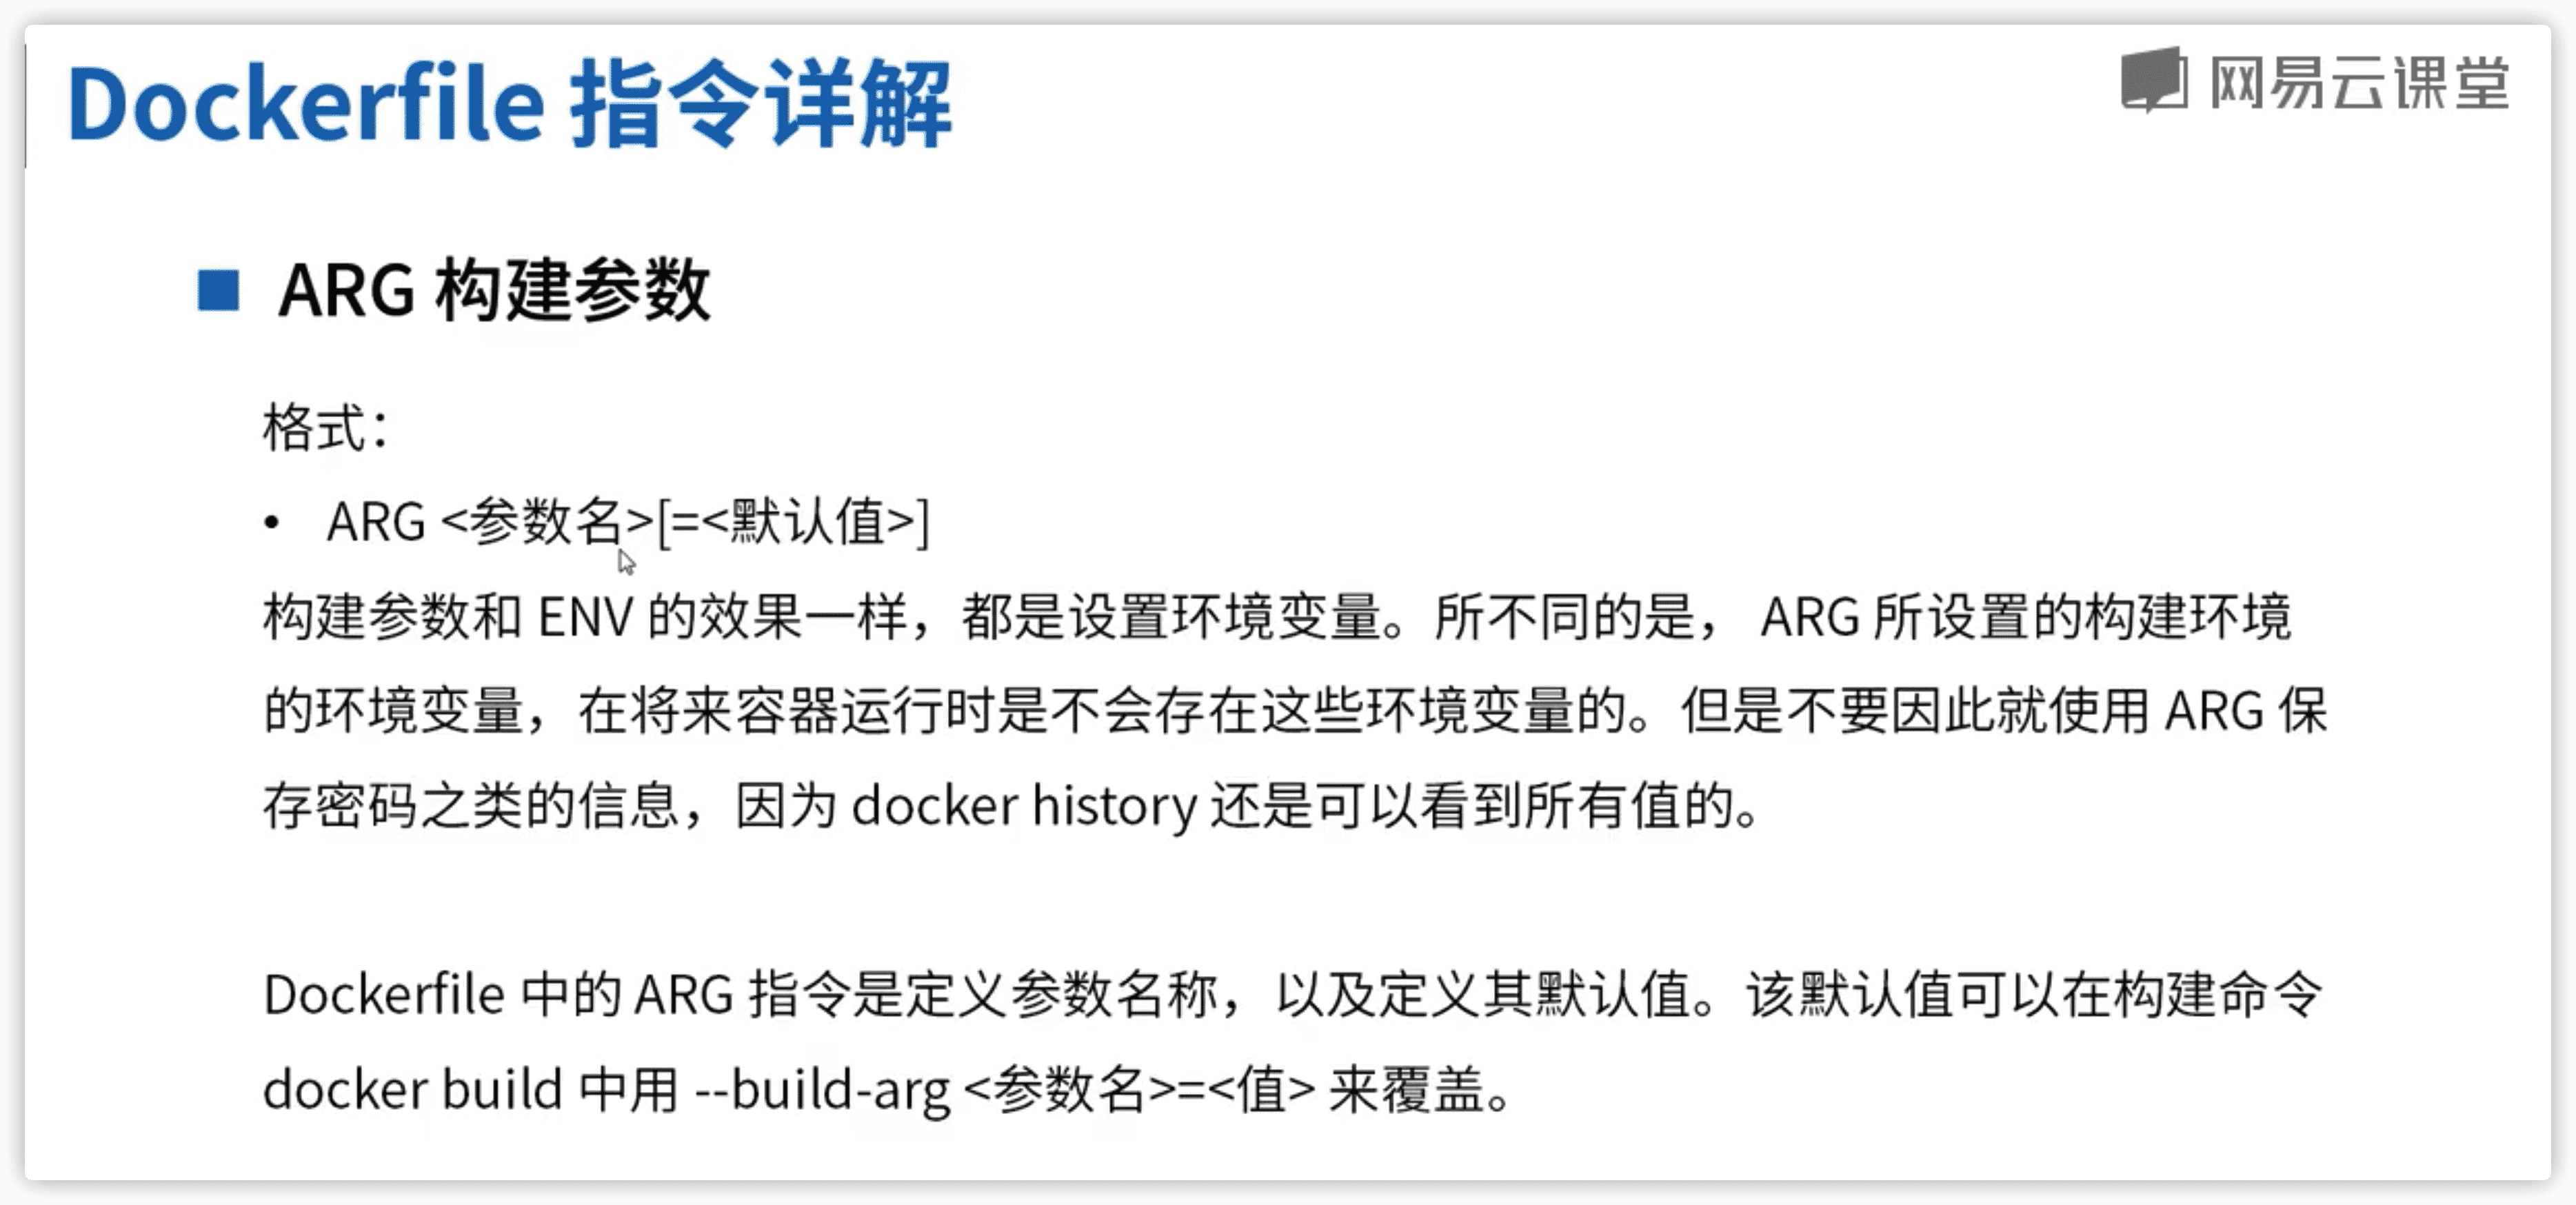 Dockerfile 指令详解
网易云课堂
ARG 构建参数
格式：
• ARG <参数名>[=<默认值>]
构建参数和 ENV 的效果一样，都是设置环境变量。所不同的是， ARG 所设置的构建环境
的环境变量，在将来容器运行时是不会存在这些环境变量的。但是不要因此就使用 ARG 保
存密码之类的信息，因为 docker history 还是可以看到所有值的。
Dockerfile 中的 ARG 指令是定义参数名称，以及定义其默认值。该默认值可以在构建命令
docker build 中用 --build-arg <参数名>=<值> 来覆盖。